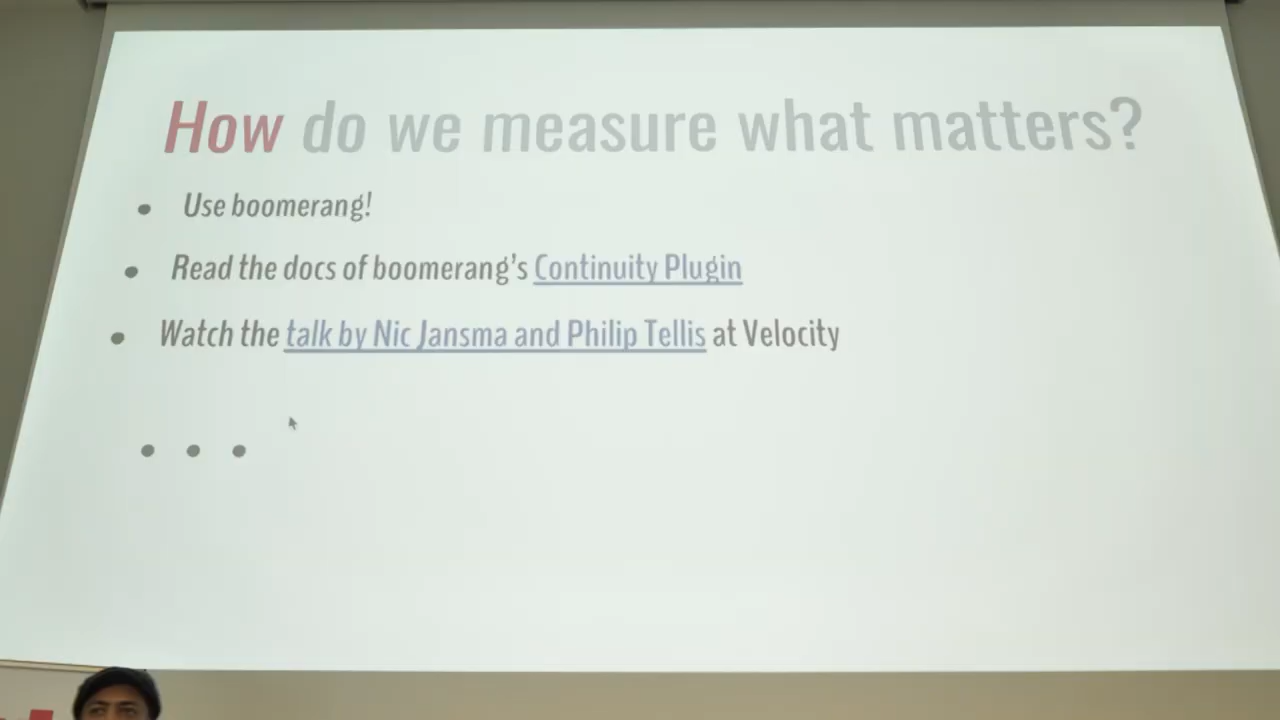 How do we measure what matters?
Use boomerang!
Read the docs of boomerang's Continuity Plugin
Watch the talk by Nic Jansma and Philip Tellis at Velocity
• • •